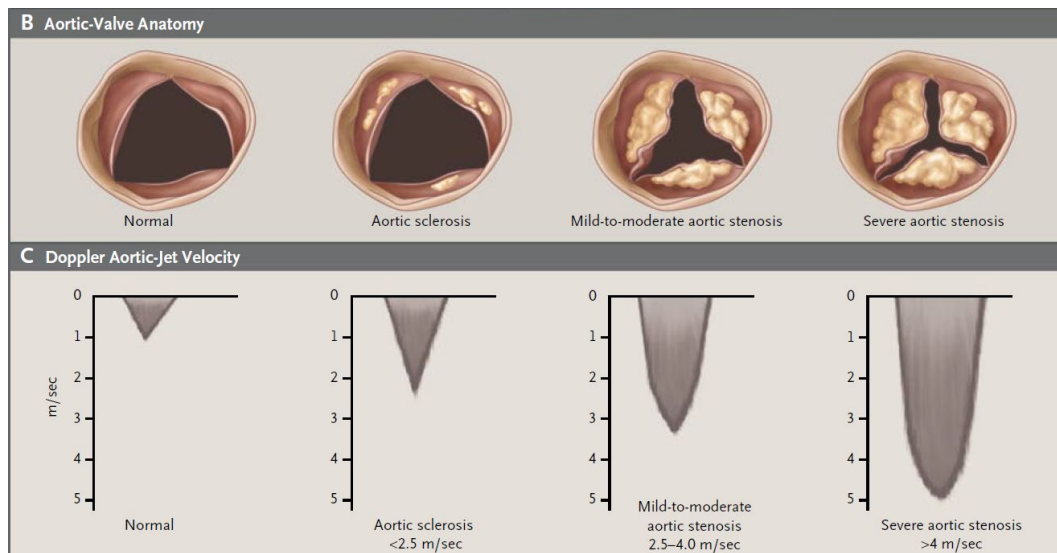 B Aortic-Valve Anatomy
Normal
Aortic sclerosis
Mild-to-moderate aortic stenosis
Severe aortic stenosis
C Doppler Aortic-Jet Velocity
m/sec
0
1
2
3
4
5
Normal
0
1
2
3
4
5
Aortic sclerosis
<2.5 m/sec
0
1
2
3
4
5
Mild-to-moderate
aortic stenosis
2.5–4.0 m/sec
0
1
2
3
4
5
Severe aortic stenosis
>4 m/sec